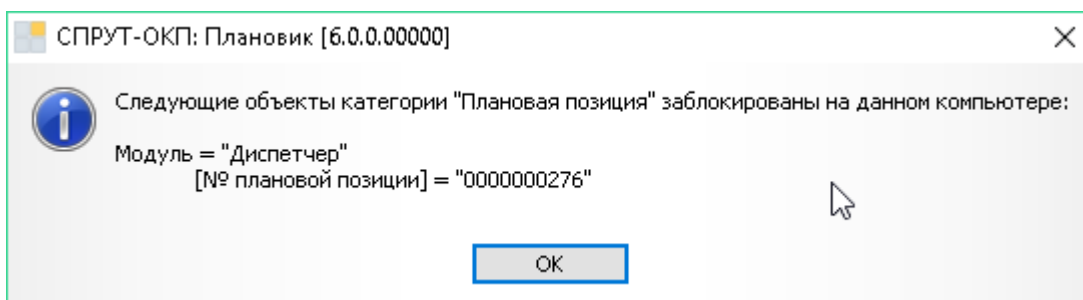 СПРУТ-ОКП: Плановик [6.0.0.00000]
Следующие объекты категории "Плановая позиция" заблокированы на данном компьютере:
Модуль = "Диспетчер"
[№ плановой позиции] = "0000000276"
OK